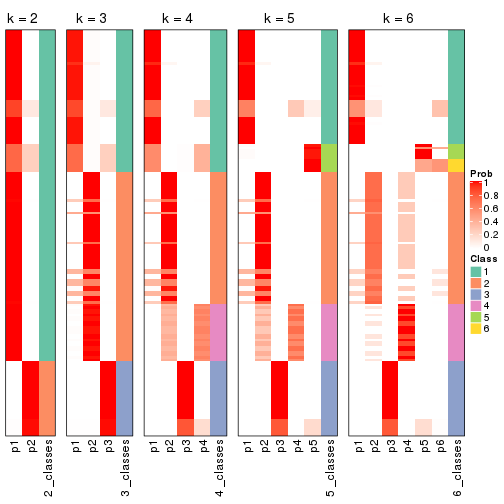 k = 2
k = 3
k = 4
k = 5
k = 6
Prob
1
0.8
0.6
0.4
0.2
0
Class
1
2
3
4
5
6
p1
p2
2_classes
p1
p2
p3
3_classes
p1
p2
p3
p4
4_classes
p1
p2
p3
p4
p5
5_classes
p1
p2
p3
p4
p5
p6
6_classes